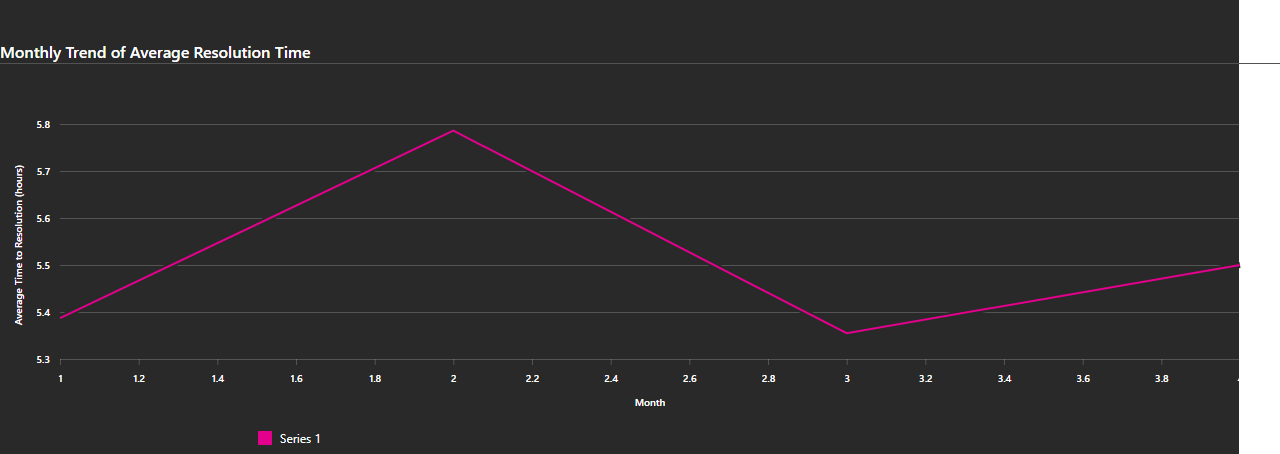 Monthly Trend of Average Resolution Time
5.8
5.7
5.6
5.5
5.4
5.3
Average Time to Resolution (hours)
1 1.2 1.4 1.6 1.8 2 2.2 2.4 2.6 2.8 3 3.2 3.4 3.6 3.8
Month
Series 1